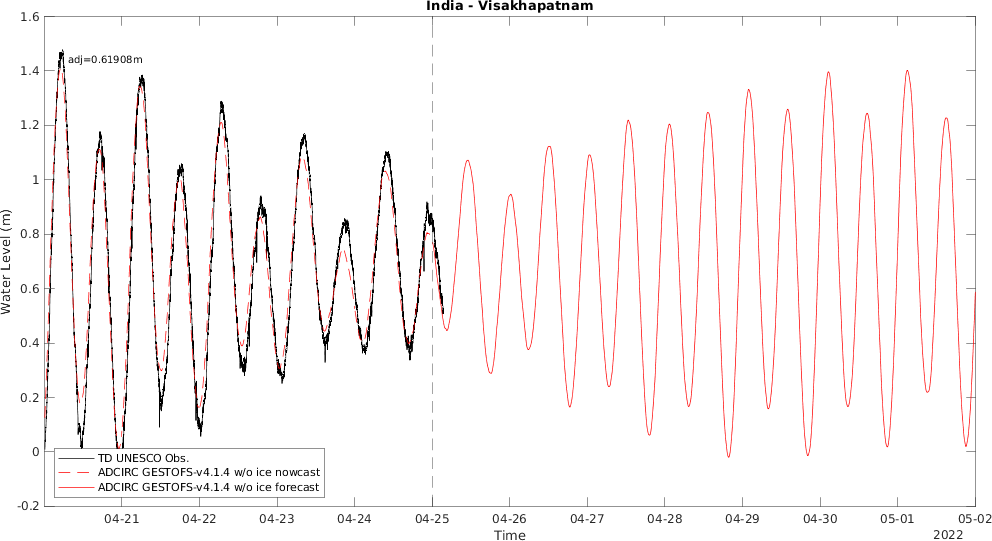 India - Visakhapatnam
adj=0.61908m
1.6
1.4
1.2
1
0.8
0.6
0.4
0.2
0
-0.2
Water Level (m)
TD UNESCO Obs.
ADCIRC GESTOFS-v4.1.4 w/o ice nowcast
ADCIRC GESTOFS-v4.1.4 w/o ice forecast
04-21 04-22 04-23 04-24 04-25 04-26 04-27 04-28 04-29 04-30 05-01 05-02
Time
2022